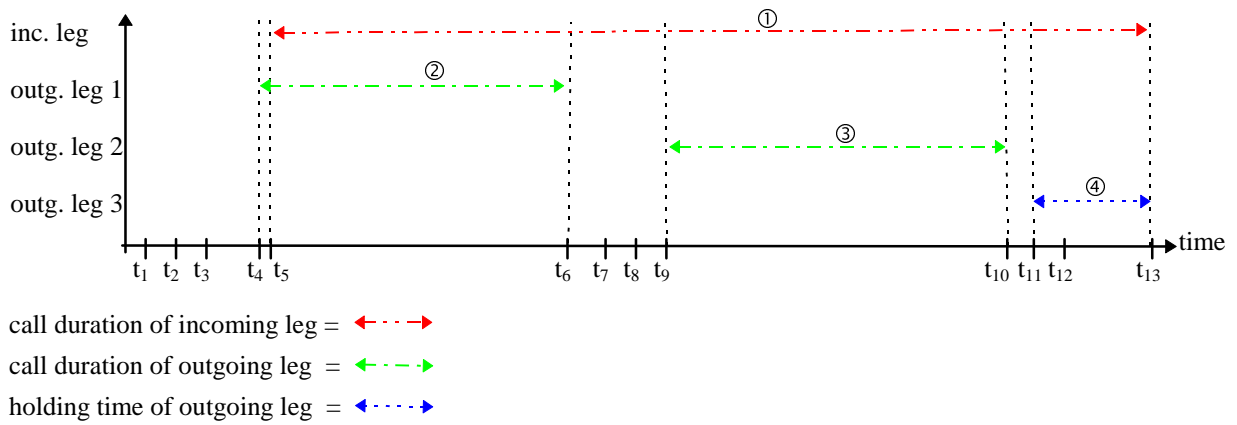 inc. leg ①
outg. leg 1 ②
outg. leg 2 ③
outg. leg 3 ④
time
t1 t2 t3 t4 t5 t6 t7 t8 t9 t10 t11 t12 t13
call duration of incoming leg =
call duration of outgoing leg =
holding time of outgoing leg =